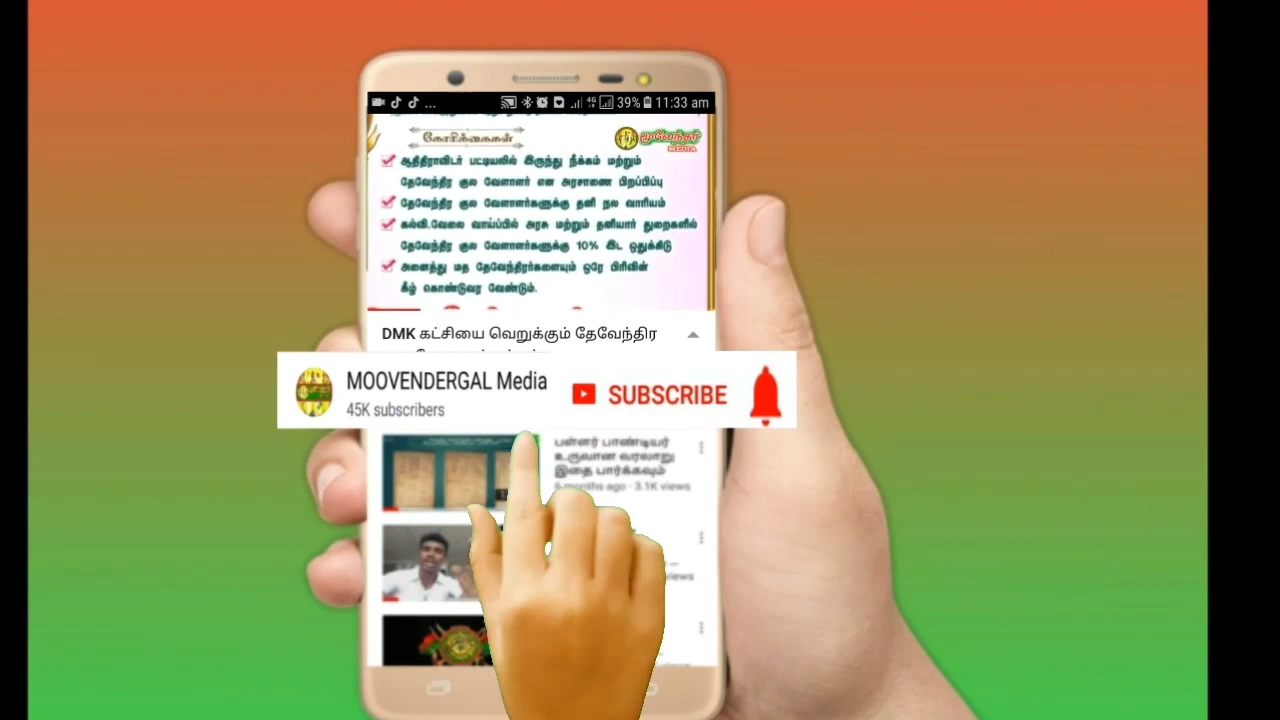 39% 11:33 am
கோரிக்கைகள்
மூவேந்தர்
MEDIA
ஆதிதிராவிடர் பட்டியலில் இருந்து நீக்கம் மற்றும்
தேவேந்திர குல வேளாளர் என அரசாணை பிறப்பிப்பு
தேவேந்திர குல வேளாளர்களுக்கு தனி நல வாரியம்
கல்வி.வேலை வாய்ப்பில் அரசு மற்றும் தனியார் துறைகளில்
தேவேந்திர குல வேளாளர்களுக்கு 10% இட ஒதுக்கிடு
அனைத்து மத தேவேந்திரர்களையும் ஒரே பிரிவின்
கீழ் கொண்டுவர வேண்டும்.
DMK கட்சியை வெறுக்கும் தேவேந்திர
MOOVENDERGAL Media
45K subscribers
SUBSCRIBE
பள்ளர் பாண்டியர்
உருவான வரலாறு
இதை பார்க்கவும்
6 months ago · 3.1K views
views